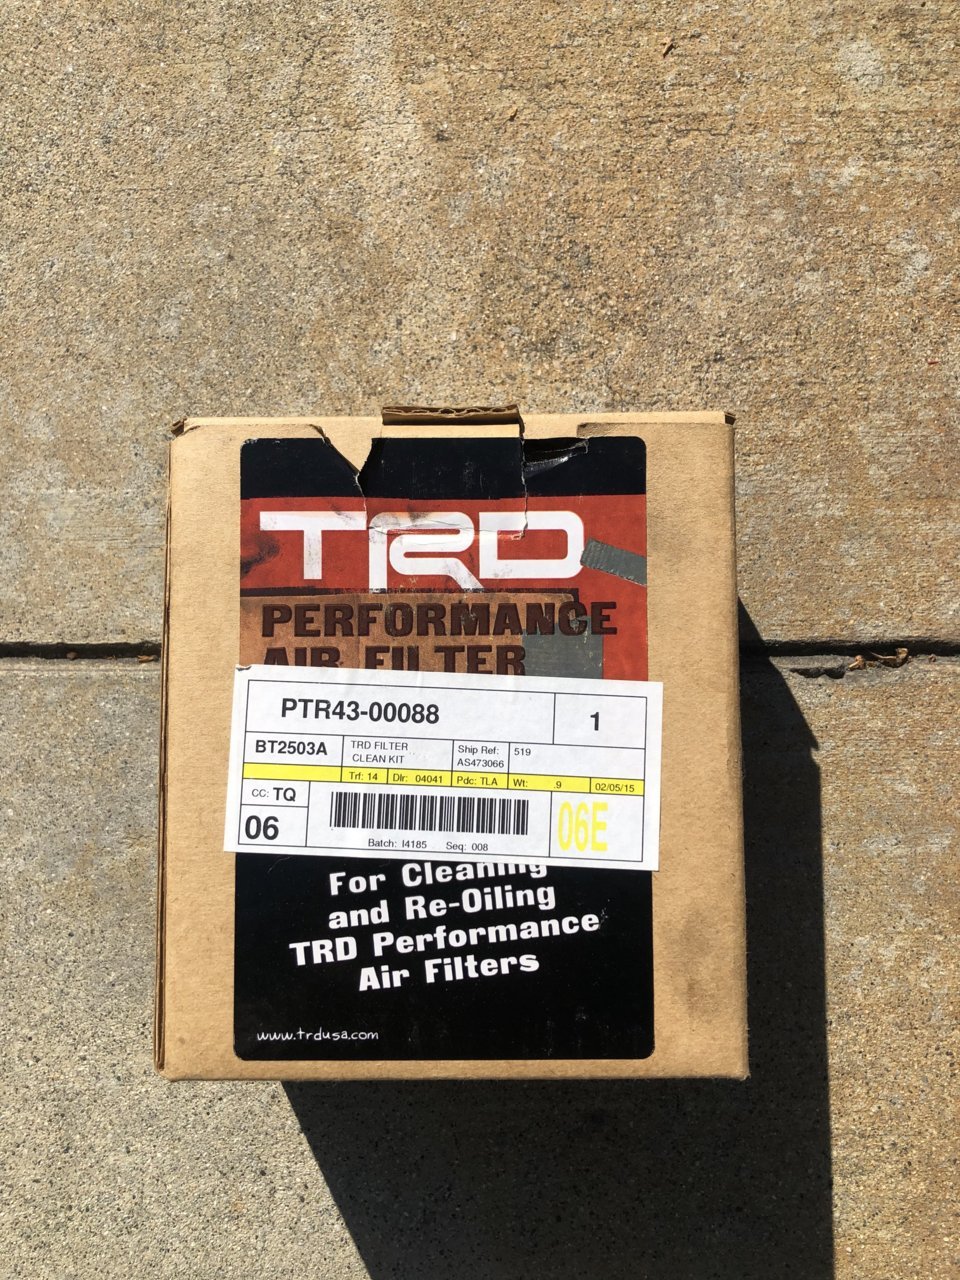 TRD
PERFORMANCE
AIR FILTER
PTR43-00088
1
BT2503A
TRD FILTER
CLEAN KIT
Ship Ref:
AS473066
519
Trf: 14
Dlr: 04041
Pdc: TLA
Wt:
.9
02/05/15
CC: TQ
06
Batch: I4185
Seq: 008
06E
For Cleaning
and Re-Oiling
TRD Performance
Air Filters
www.trdusa.com